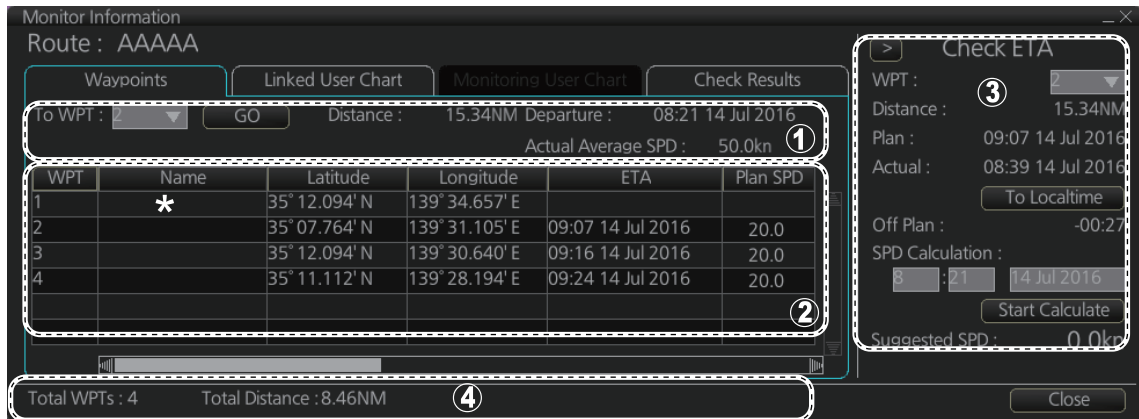 Monitor Information
Route : AAAAA
Waypoints Linked User Chart Monitoring User Chart Check Results
To WPT : 2 GO Distance : 15.34NM Departure : 08:21 14 Jul 2016
Actual Average SPD : 50.0kn 1
WPT Name Latitude Longitude ETA Plan SPD
1 * 35° 12.094' N 139° 34.657' E
2 35° 07.764' N 139° 31.105' E 09:07 14 Jul 2016 20.0
3 35° 12.094' N 139° 30.640' E 09:16 14 Jul 2016 20.0
4 35° 11.112' N 139° 28.194' E 09:24 14 Jul 2016 20.0
2
> Check ETA
WPT : 2 3
Distance : 15.34NM
Plan : 09:07 14 Jul 2016
Actual : 08:39 14 Jul 2016
To Localtime
Off Plan : -00:27
SPD Calculation :
8 :21 14 Jul 2016
Start Calculate
Suggested SPD : 0.0kn
Total WPTs : 4 Total Distance : 8.46NM 4 Close